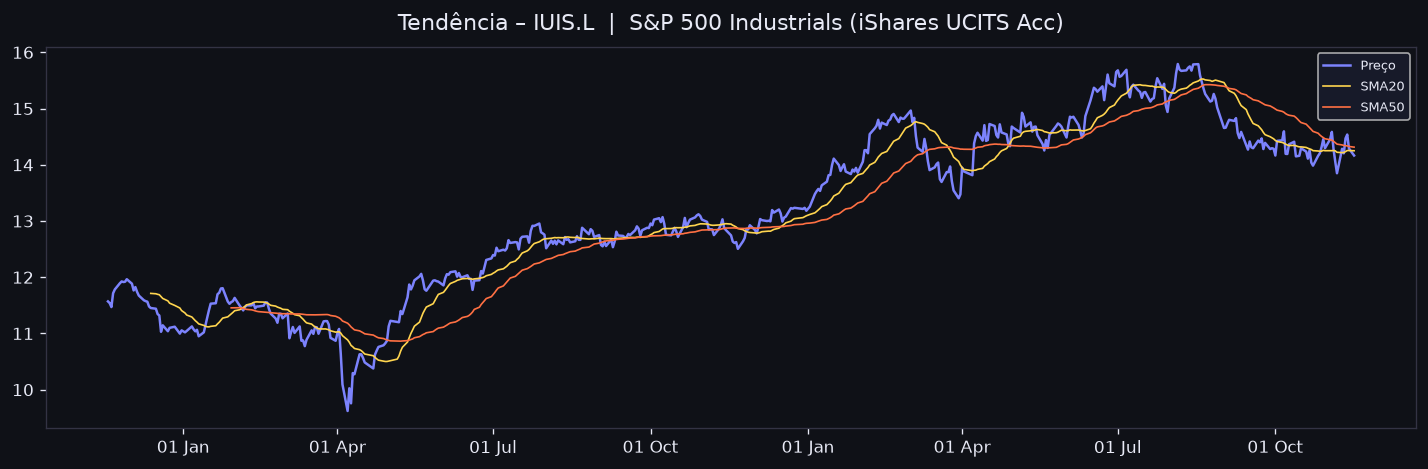 Tendência – IUIS.L | S&P 500 Industrials (iShares UCITS Acc)
16
15
14
13
12
11
10
Preço
SMA20
SMA50
01 Jan
01 Apr
01 Jul
01 Oct
01 Jan
01 Apr
01 Jul
01 Oct